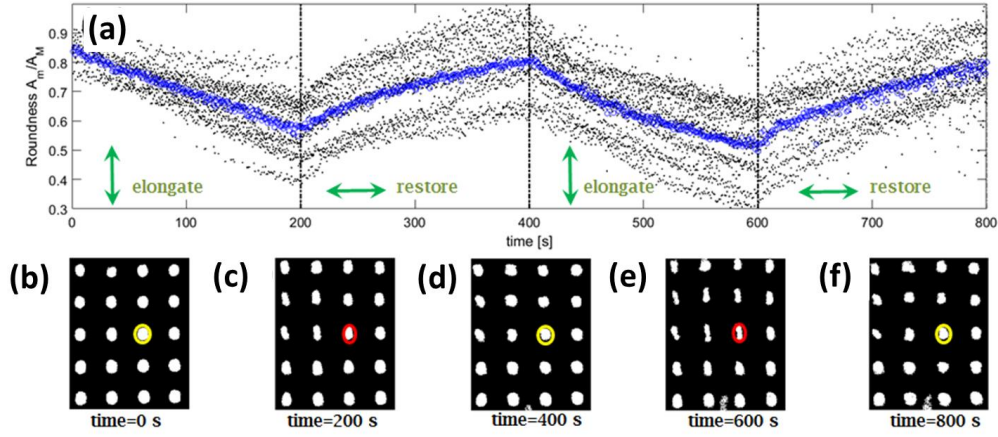 (a)
Roundness Am/AM
0.9
0.8
0.7
0.6
0.5
0.4
0.3
elongate
restore
elongate
restore
0 100 200 300 400 500 600 700 800
time [s]
(b) (c) (d) (e) (f)
time=0 s time=200 s time=400 s time=600 s time=800 s